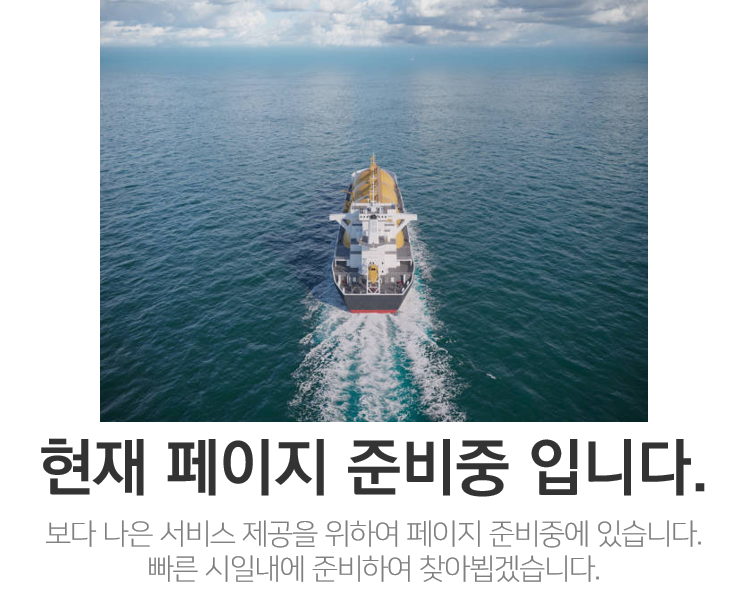 현재 페이지 준비중 입니다.
보다 나은 서비스 제공을 위하여 페이지 준비중에 있습니다.
빠른 시일내에 준비하여 찾아뵙겠습니다.